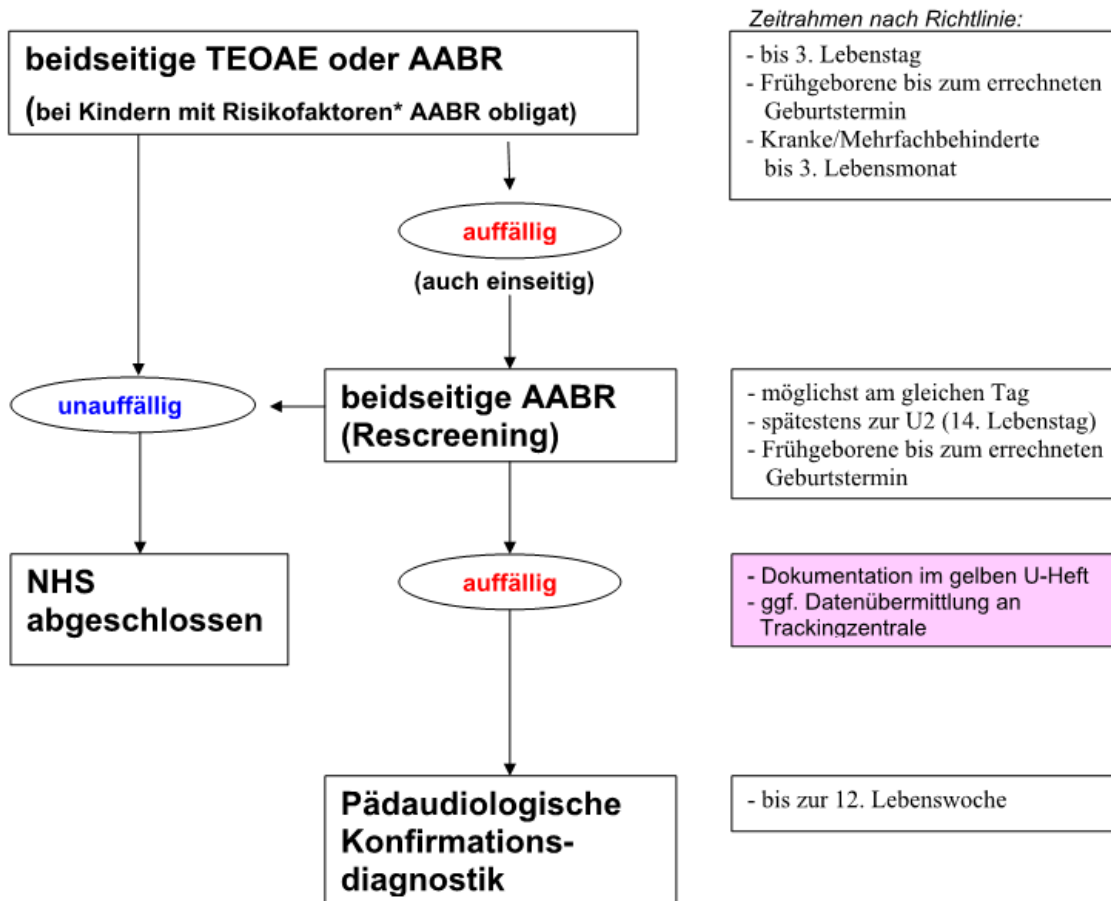 Zeitrahmen nach Richtlinie:
beidseitige TEOAE oder AABR
(bei Kindern mit Risikofaktoren* AABR obligat)
- bis 3. Lebenstag
- Frühgeborene bis zum errechneten
Geburtstermin
- Kranke/Mehrfachbehinderte
bis 3. Lebensmonat
auffällig
(auch einseitig)
unauffällig
beidseitige AABR
(Rescreening)
- möglichst am gleichen Tag
- spätestens zur U2 (14. Lebenstag)
- Frühgeborene bis zum errechneten
Geburtstermin
NHS
abgeschlossen
auffällig
- Dokumentation im gelben U-Heft
- ggf. Datenübermittlung an
Trackingzentrale
Pädaudiologische
Konfirmations-
diagnostik
- bis zur 12. Lebenswoche